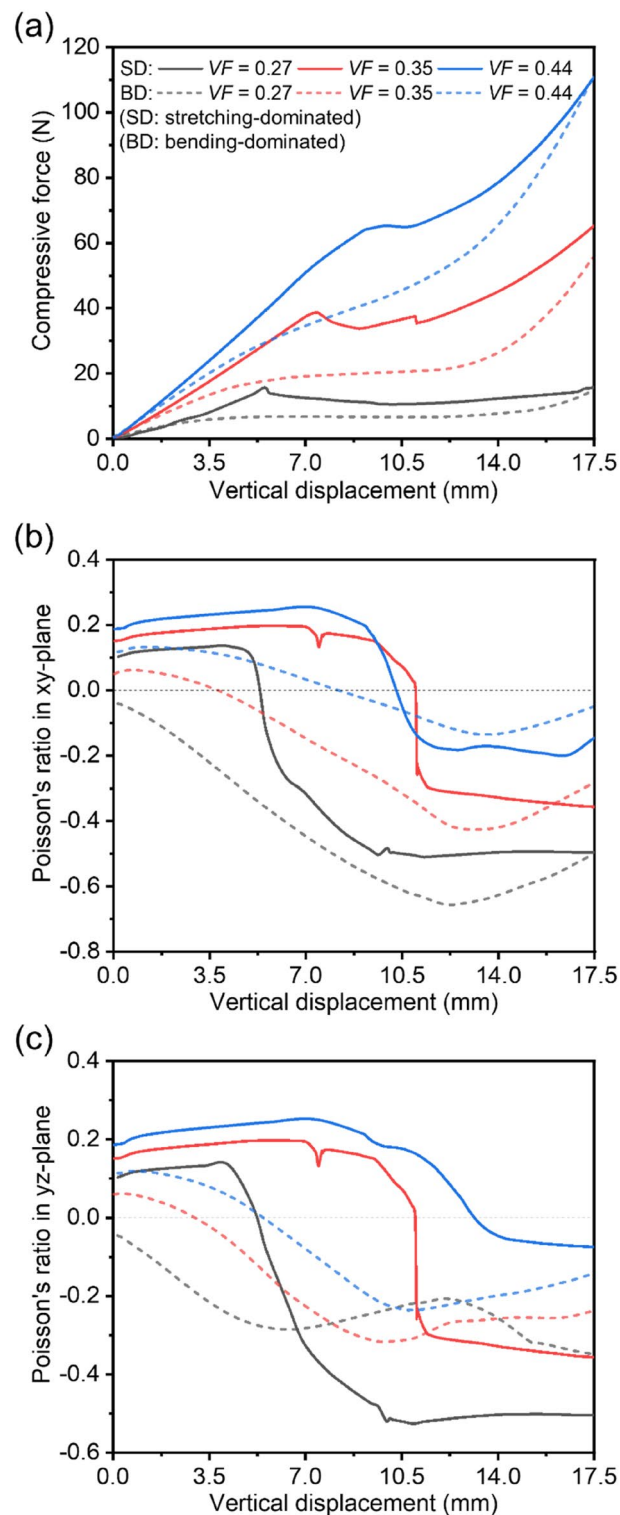 (a)
120
100
80
60
40
20
0
Compressive force (N)
SD: VF = 0.27 VF = 0.35 VF = 0.44
BD: VF = 0.27 VF = 0.35 VF = 0.44
(SD: stretching-dominated)
(BD: bending-dominated)
0.0 3.5 7.0 10.5 14.0 17.5
Vertical displacement (mm)
(b)
0.4
0.2
0.0
-0.2
-0.4
-0.6
-0.8
Poisson's ratio in xy-plane
0.0 3.5 7.0 10.5 14.0 17.5
Vertical displacement (mm)
(c)
0.4
0.2
0.0
-0.2
-0.4
-0.6
Poisson's ratio in yz-plane
0.0 3.5 7.0 10.5 14.0 17.5
Vertical displacement (mm)